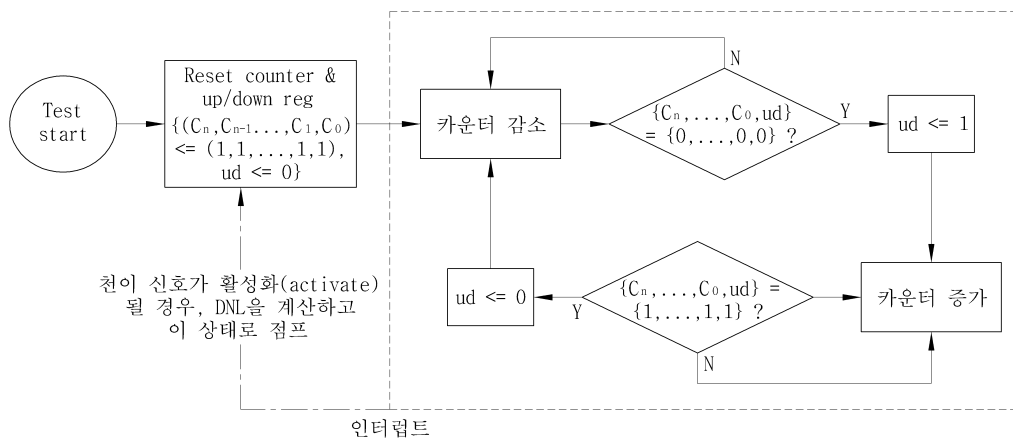 Test
start
Reset counter &
up/down reg
{(Cₙ,Cₙ₋₁...,C₁,C₀)
<= (1,1,...,1,1),
ud <= 0}
카운터 감소
N
{Cₙ,...,C₀,ud}
= {0,...,0,0} ?
Y
ud <= 1
천이 신호가 활성화(activate)
될 경우, DNL을 계산하고
이 상태로 점프
ud <= 0
Y
{Cₙ,...,C₀,ud} =
{1,...,1,1} ?
N
카운터 증가
인터럽트